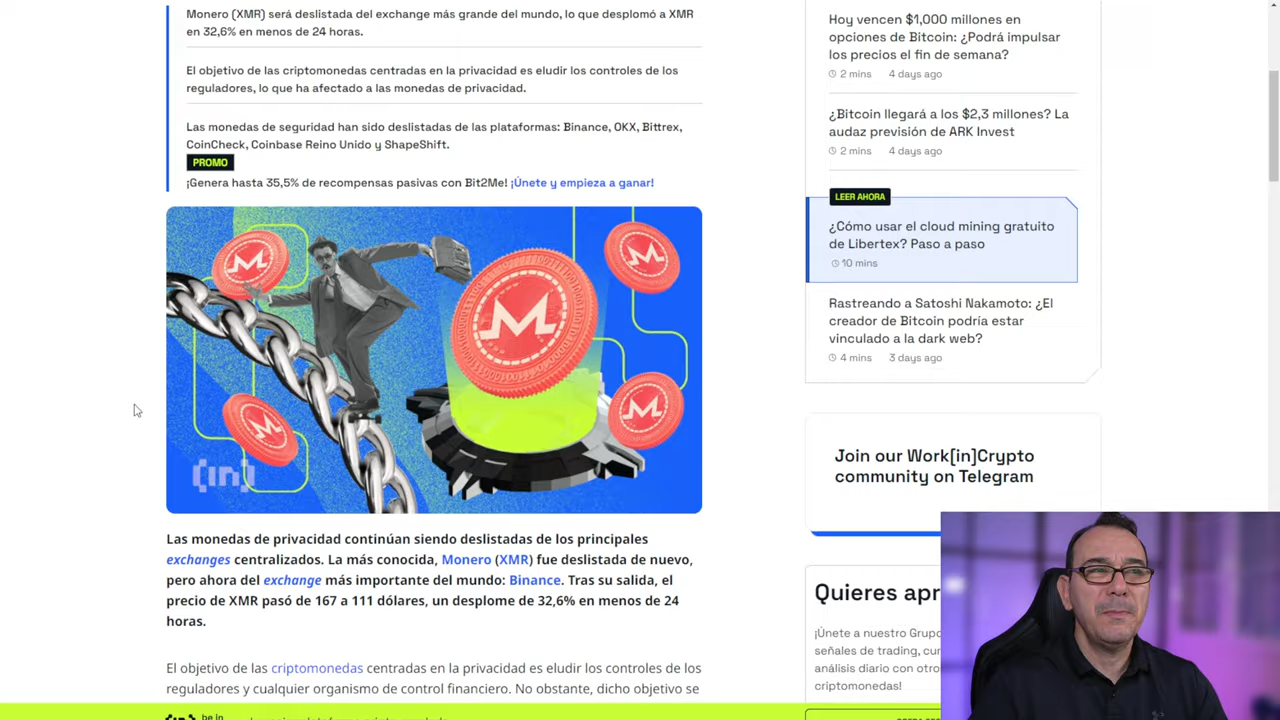 Monero (XMR) será deslistada del exchange más grande del mundo, lo que desplomó a XMR
en 32,6% en menos de 24 horas.
El objetivo de las criptomonedas centradas en la privacidad es eludir los controles de los
reguladores, lo que ha afectado a las monedas de privacidad.
Las monedas de seguridad han sido deslistadas de las plataformas: Binance, OKX, Bittrex,
CoinCheck, Coinbase Reino Unido y ShapeShift.
PROMO
¡Genera hasta 35,5% de recompensas pasivas con Bit2Me! ¡Únete y empieza a ganar!
{in}
Las monedas de privacidad continúan siendo deslistadas de los principales
exchanges centralizados. La más conocida, Monero (XMR) fue deslistada de nuevo,
pero ahora del exchange más importante del mundo: Binance. Tras su salida, el
precio de XMR pasó de 167 a 111 dólares, un desplome de 32,6% en menos de 24
horas.
El objetivo de las criptomonedas centradas en la privacidad es eludir los controles de los
reguladores y cualquier organismo de control financiero. No obstante, dicho objetivo se
be in
Hoy vencen $1,000 millones en
opciones de Bitcoin: ¿Podrá impulsar
los precios el fin de semana?
2 mins 4 days ago
¿Bitcoin llegará a los $2,3 millones? La
audaz previsión de ARK Invest
2 mins 4 days ago
LEER AHORA
¿Cómo usar el cloud mining gratuito
de Libertex? Paso a paso
10 mins
Rastreando a Satoshi Nakamoto: ¿El
creador de Bitcoin podría estar
vinculado a la dark web?
4 mins 3 days ago
Join our Work[in]Crypto
community on Telegram
Quieres apr
¡Únete a nuestro Grupo
señales de trading, cur
análisis diario con otro
criptomonedas!